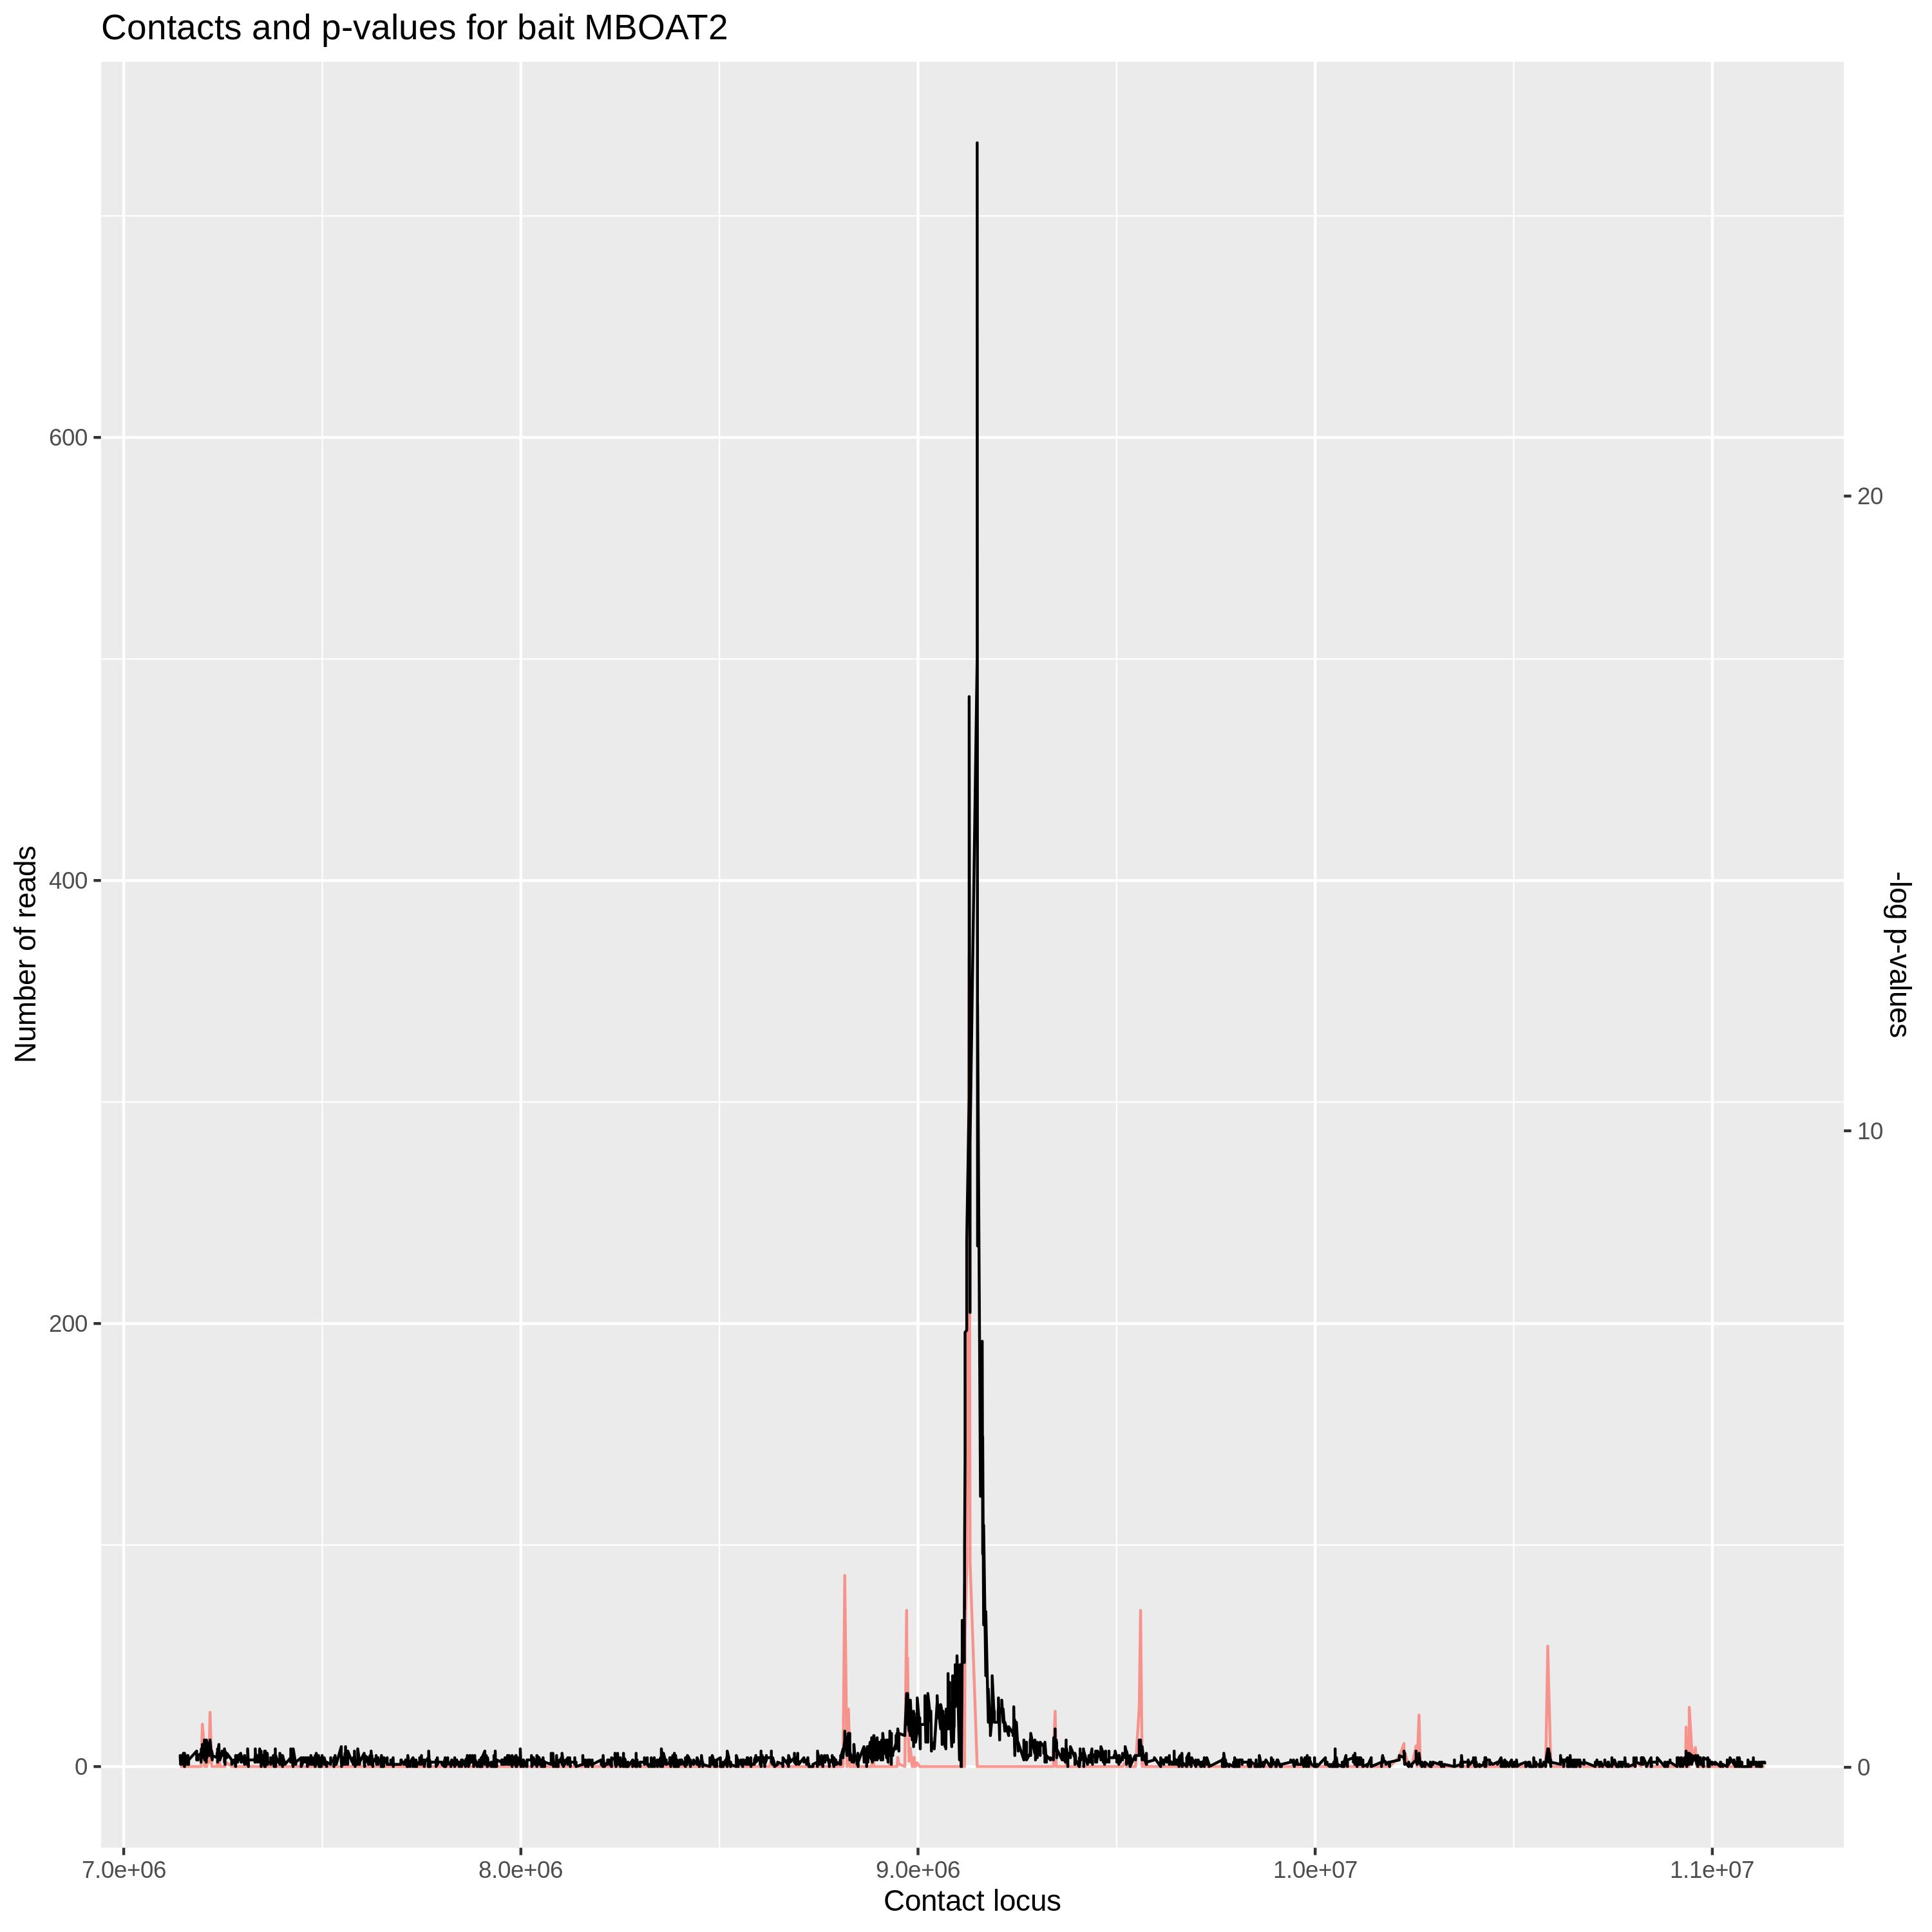 Contacts and p-values for bait MBOAT2
600
400
200
0
20
10
0
Number of reads
-log p-values
7.0e+06
8.0e+06
9.0e+06
1.0e+07
1.1e+07
Contact locus